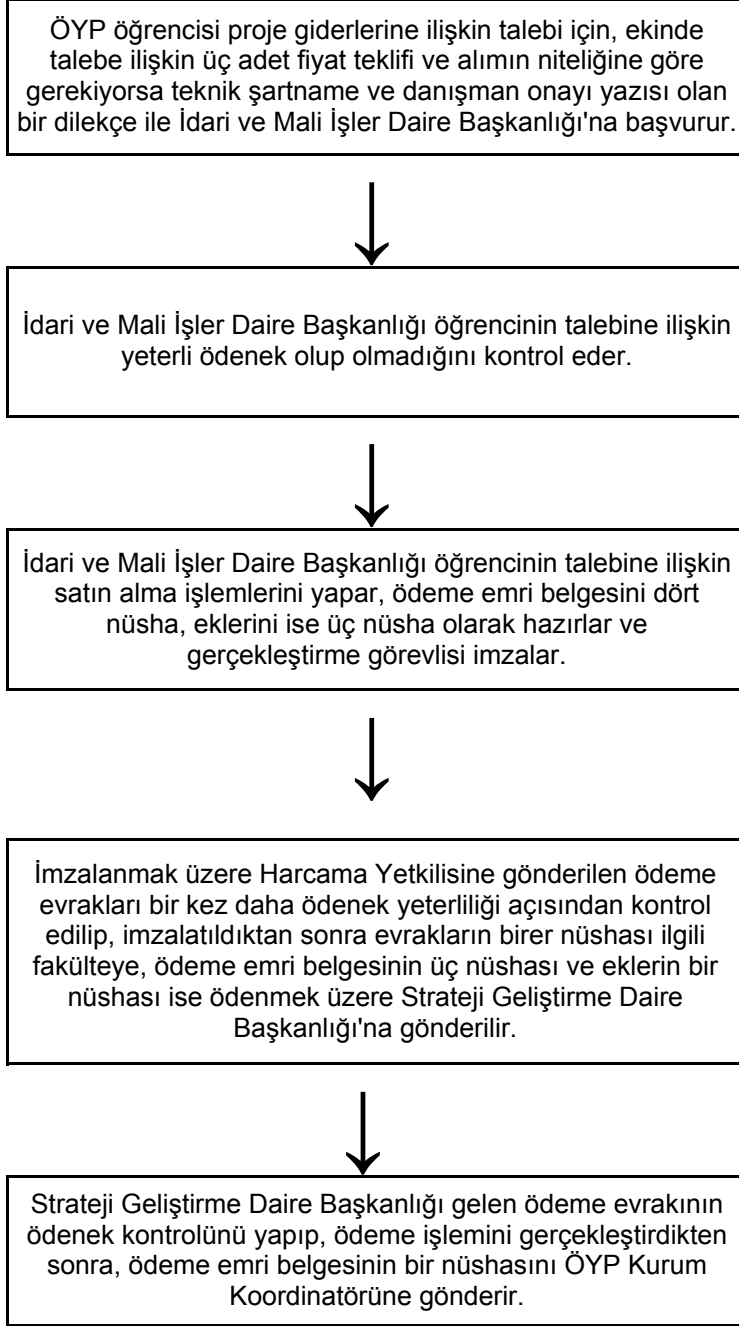 ÖYP öğrencisi proje giderlerine ilişkin talebi için, ekinde
talebe ilişkin üç adet fiyat teklifi ve alımın niteliğine göre
gerekiyorsa teknik şartname ve danışman onayı yazısı olan
bir dilekçe ile İdari ve Mali İşler Daire Başkanlığı'na başvurur.
İdari ve Mali İşler Daire Başkanlığı öğrencinin talebine ilişkin
yeterli ödenek olup olmadığını kontrol eder.
İdari ve Mali İşler Daire Başkanlığı öğrencinin talebine ilişkin
satın alma işlemlerini yapar, ödeme emri belgesini dört
nüsha, eklerini ise üç nüsha olarak hazırlar ve
gerçekleştirme görevlisi imzalar.
İmzalanmak üzere Harcama Yetkilisine gönderilen ödeme
evrakları bir kez daha ödenek yeterliliği açısından kontrol
edilip, imzalatıldıktan sonra evrakların birer nüshası ilgili
fakülteye, ödeme emri belgesinin üç nüshası ve eklerin bir
nüshası ise ödenmek üzere Strateji Geliştirme Daire
Başkanlığı'na gönderilir.
Strateji Geliştirme Daire Başkanlığı gelen ödeme evrakının
ödenek kontrolünü yapıp, ödeme işlemini gerçekleştirdikten
sonra, ödeme emri belgesinin bir nüshasını ÖYP Kurum
Koordinatörüne gönderir.